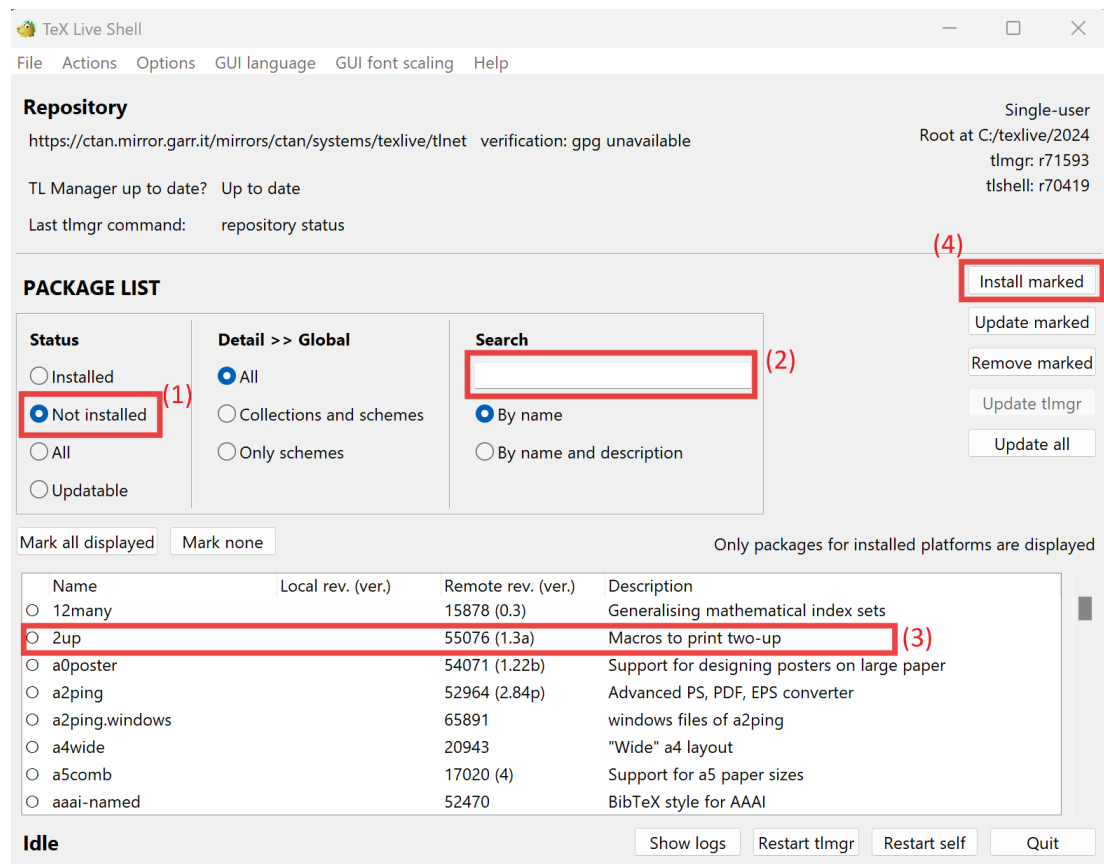 TeX Live Shell
File Actions Options GUI language GUI font scaling Help
Repository
Single-user
https://ctan.mirror.garr.it/mirrors/ctan/systems/texlive/tlnet verification: gpg unavailable
Root at C:/texlive/2024
tlmgr: r71593
TL Manager up to date? Up to date
tlshell: r70419
Last tlmgr command: repository status
(4)
PACKAGE LIST
Install marked
Update marked
Remove marked
Update tlmgr
Update all
Status
Installed
(1)
Not installed
All
Updatable
Detail >> Global
All
Collections and schemes
Only schemes
Search
(2)
By name
By name and description
Mark all displayed Mark none
Only packages for installed platforms are displayed
Name Local rev. (ver.) Remote rev. (ver.) Description
12many 15878 (0.3) Generalising mathematical index sets
2up 55076 (1.3a) Macros to print two-up (3)
a0poster 54071 (1.22b) Support for designing posters on large paper
a2ping 52964 (2.84p) Advanced PS, PDF, EPS converter
a2ping.windows 65891 windows files of a2ping
a4wide 20943 "Wide" a4 layout
a5comb 17020 (4) Support for a5 paper sizes
aaai-named 52470 BibTeX style for AAAI
Idle Show logs Restart tlmgr Restart self Quit